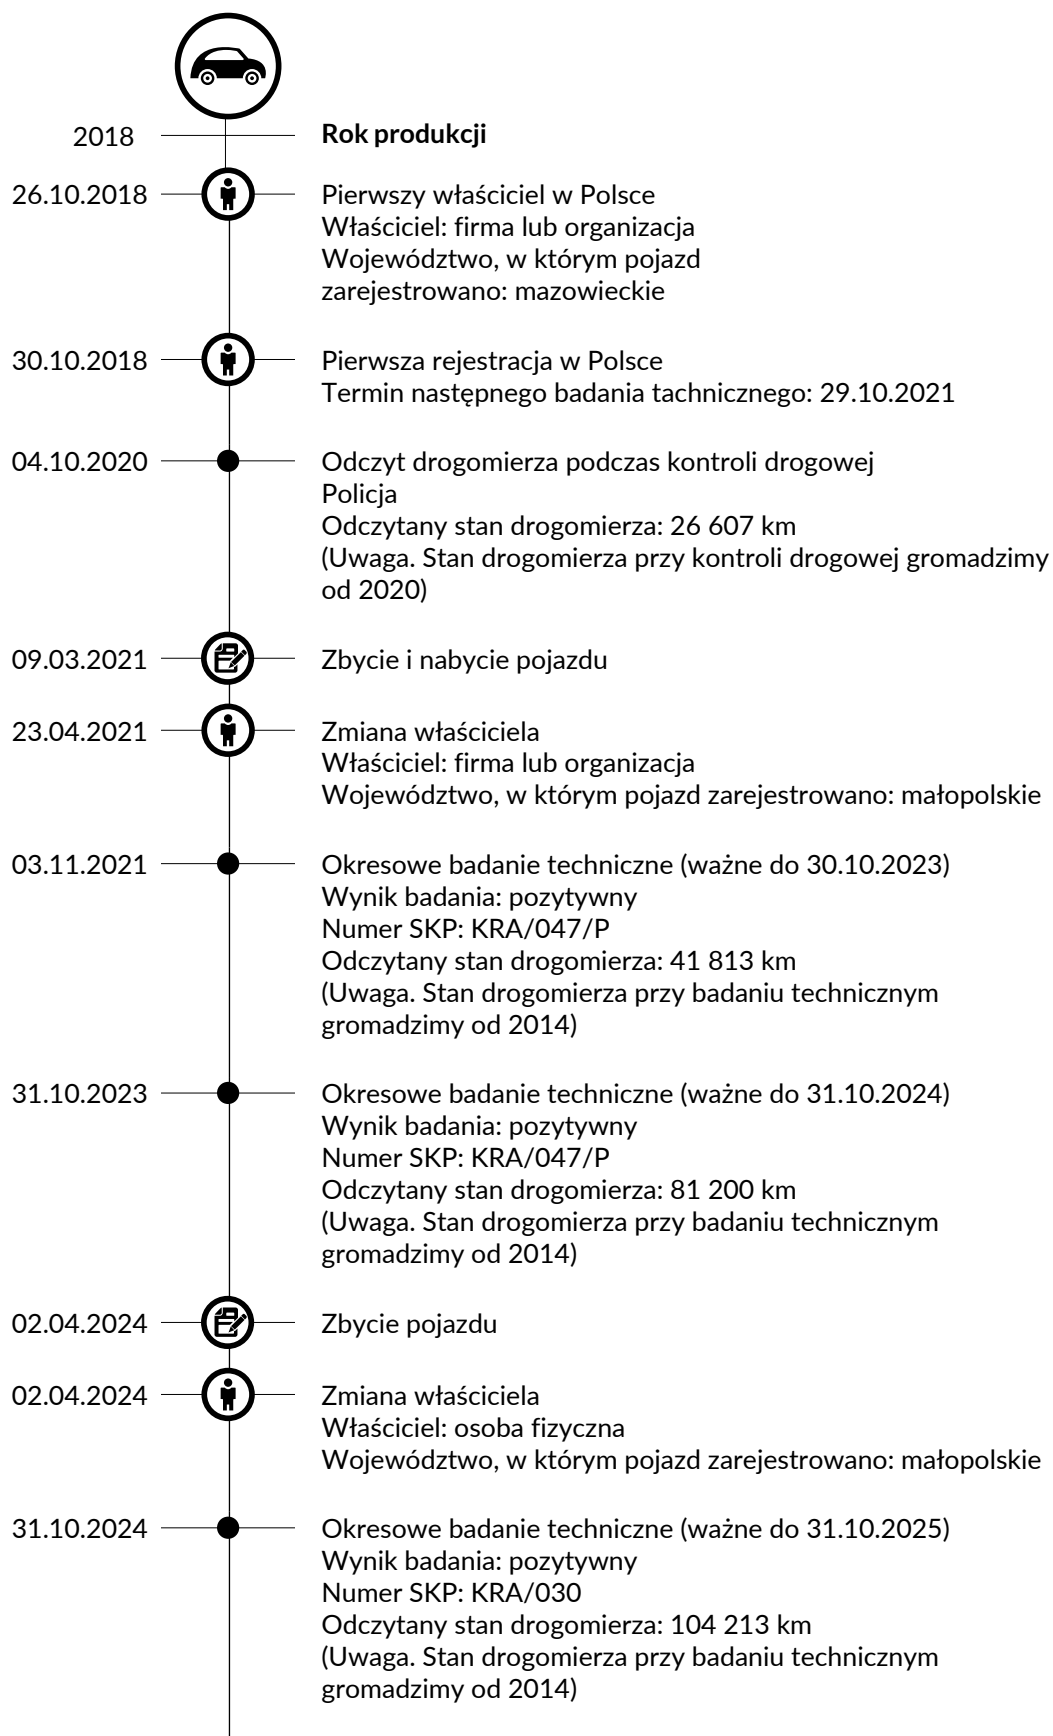 2018 Rok produkcji
26.10.2018 Pierwszy właściciel w Polsce
Właściciel: firma lub organizacja
Województwo, w którym pojazd
zarejestrowano: mazowieckie
30.10.2018 Pierwsza rejestracja w Polsce
Termin następnego badania tachnicznego: 29.10.2021
04.10.2020 Odczyt drogomierza podczas kontroli drogowej
Policja
Odczytany stan drogomierza: 26 607 km
(Uwaga. Stan drogomierza przy kontroli drogowej gromadzimy
od 2020)
09.03.2021 Zbycie i nabycie pojazdu
23.04.2021 Zmiana właściciela
Właściciel: firma lub organizacja
Województwo, w którym pojazd zarejestrowano: małopolskie
03.11.2021 Okresowe badanie techniczne (ważne do 30.10.2023)
Wynik badania: pozytywny
Numer SKP: KRA/047/P
Odczytany stan drogomierza: 41 813 km
(Uwaga. Stan drogomierza przy badaniu technicznym
gromadzimy od 2014)
31.10.2023 Okresowe badanie techniczne (ważne do 31.10.2024)
Wynik badania: pozytywny
Numer SKP: KRA/047/P
Odczytany stan drogomierza: 81 200 km
(Uwaga. Stan drogomierza przy badaniu technicznym
gromadzimy od 2014)
02.04.2024 Zbycie pojazdu
02.04.2024 Zmiana właściciela
Właściciel: osoba fizyczna
Województwo, w którym pojazd zarejestrowano: małopolskie
31.10.2024 Okresowe badanie techniczne (ważne do 31.10.2025)
Wynik badania: pozytywny
Numer SKP: KRA/030
Odczytany stan drogomierza: 104 213 km
(Uwaga. Stan drogomierza przy badaniu technicznym
gromadzimy od 2014)